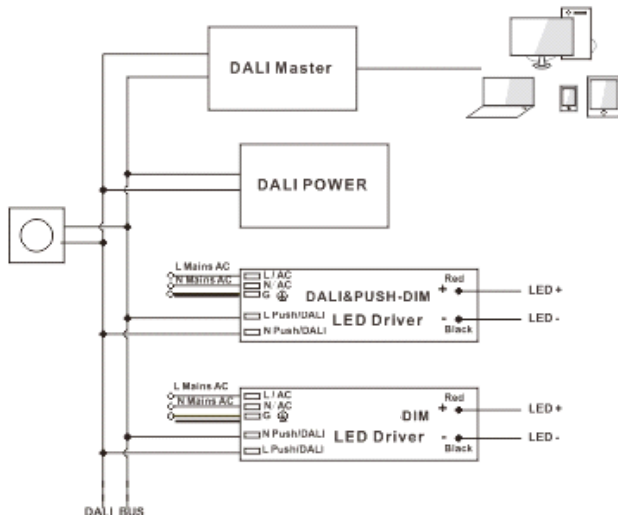 DALI Master
DALI POWER
L Mains AC
N Mains AC
L / AC
N/ AC
G
L Push/DALI
N Push/DALI
DALI&PUSH-DIM
LED Driver
+
Red
-
Black
LED +
LED -
L Mains AC
N Mains AC
L / AC
N/ AC
G
N Push/DALI
L Push/DALI
DIM
LED Driver
+
Red
-
Black
LED +
LED -
DALI BUS